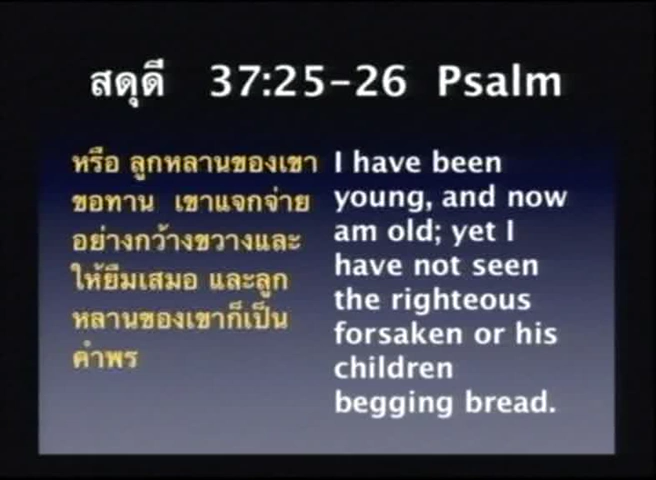 สดุดี 37:25-26 Psalm
หรือ ลูกหลานของเขา
ขอทาน เขาแจกจ่าย
อย่างกว้างขวางและ
ให้ยืมเสมอ และลูก
หลานของเขาก็เป็น
คำพร
I have been
young, and now
am old; yet I
have not seen
the righteous
forsaken or his
children
begging bread.